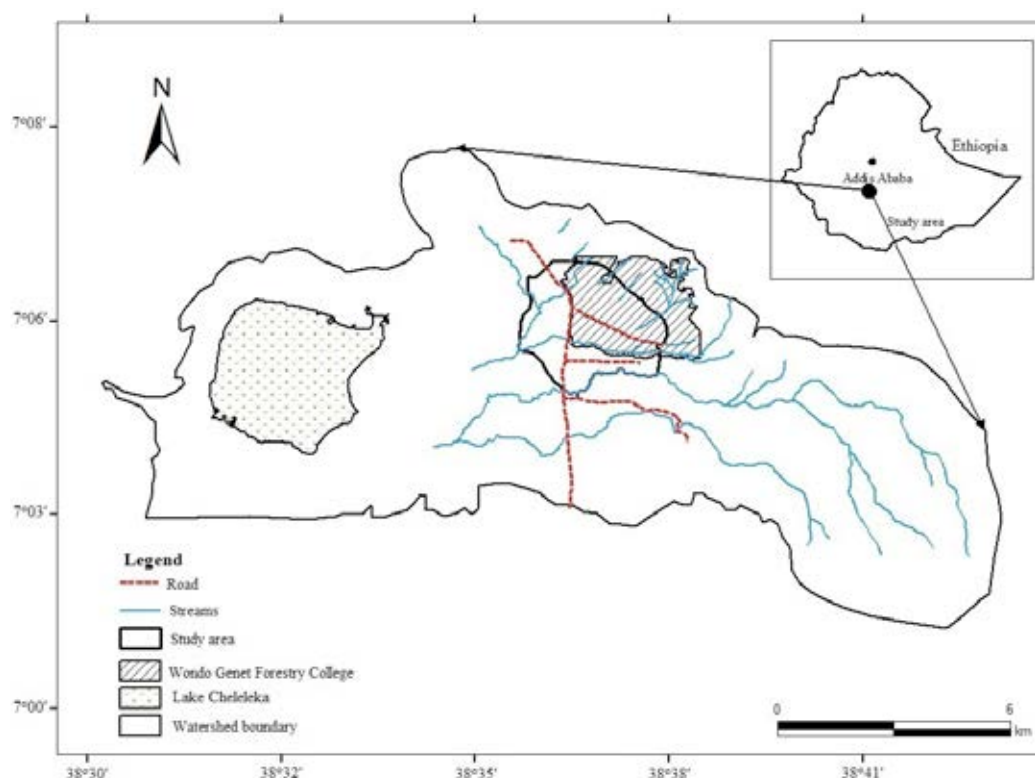 N
7°08'
7°06'
7°03'
7°00'
Ethiopia
Addis Ababa
Study area
Legend
Road
Streams
Study area
Wondo Genet Forestry College
Lake Cheleleka
Watershed boundary
0 6
km
38°30' 38°32' 38°35' 38°38' 38°41'